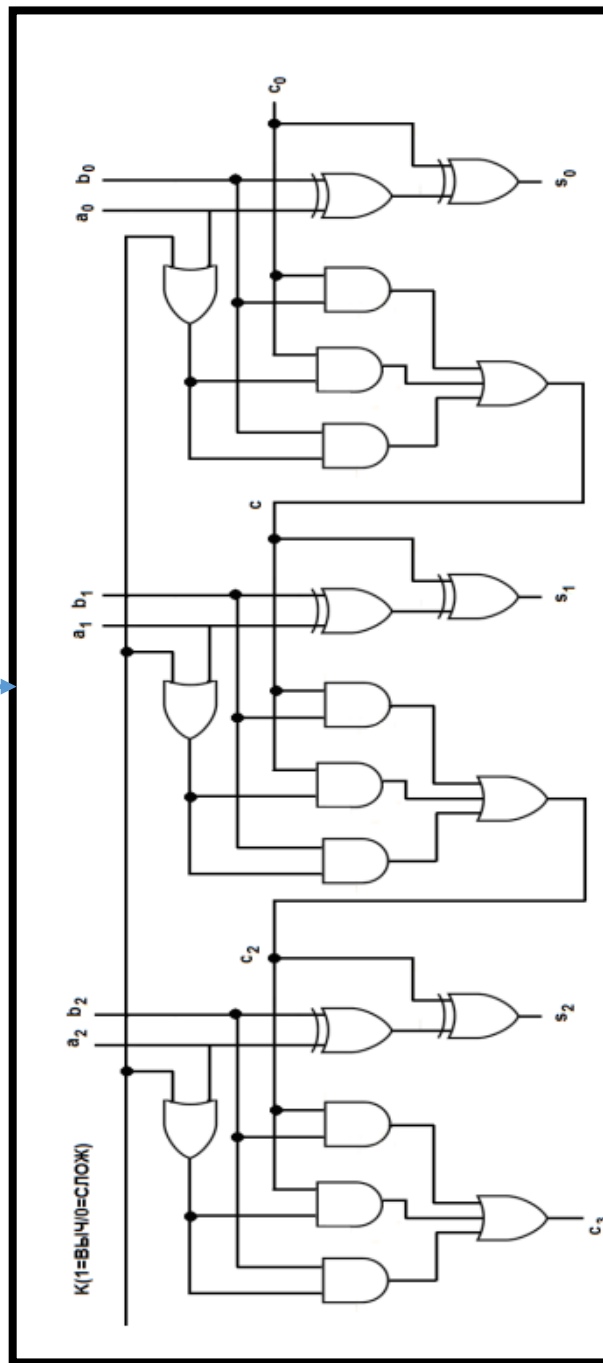 c₀
b₀
a₀
s₀
c
b₁
a₁
s₁
c₂
b₂
a₂
s₂
К(1=ВЫЧ/0=СЛОЖ)
c₃